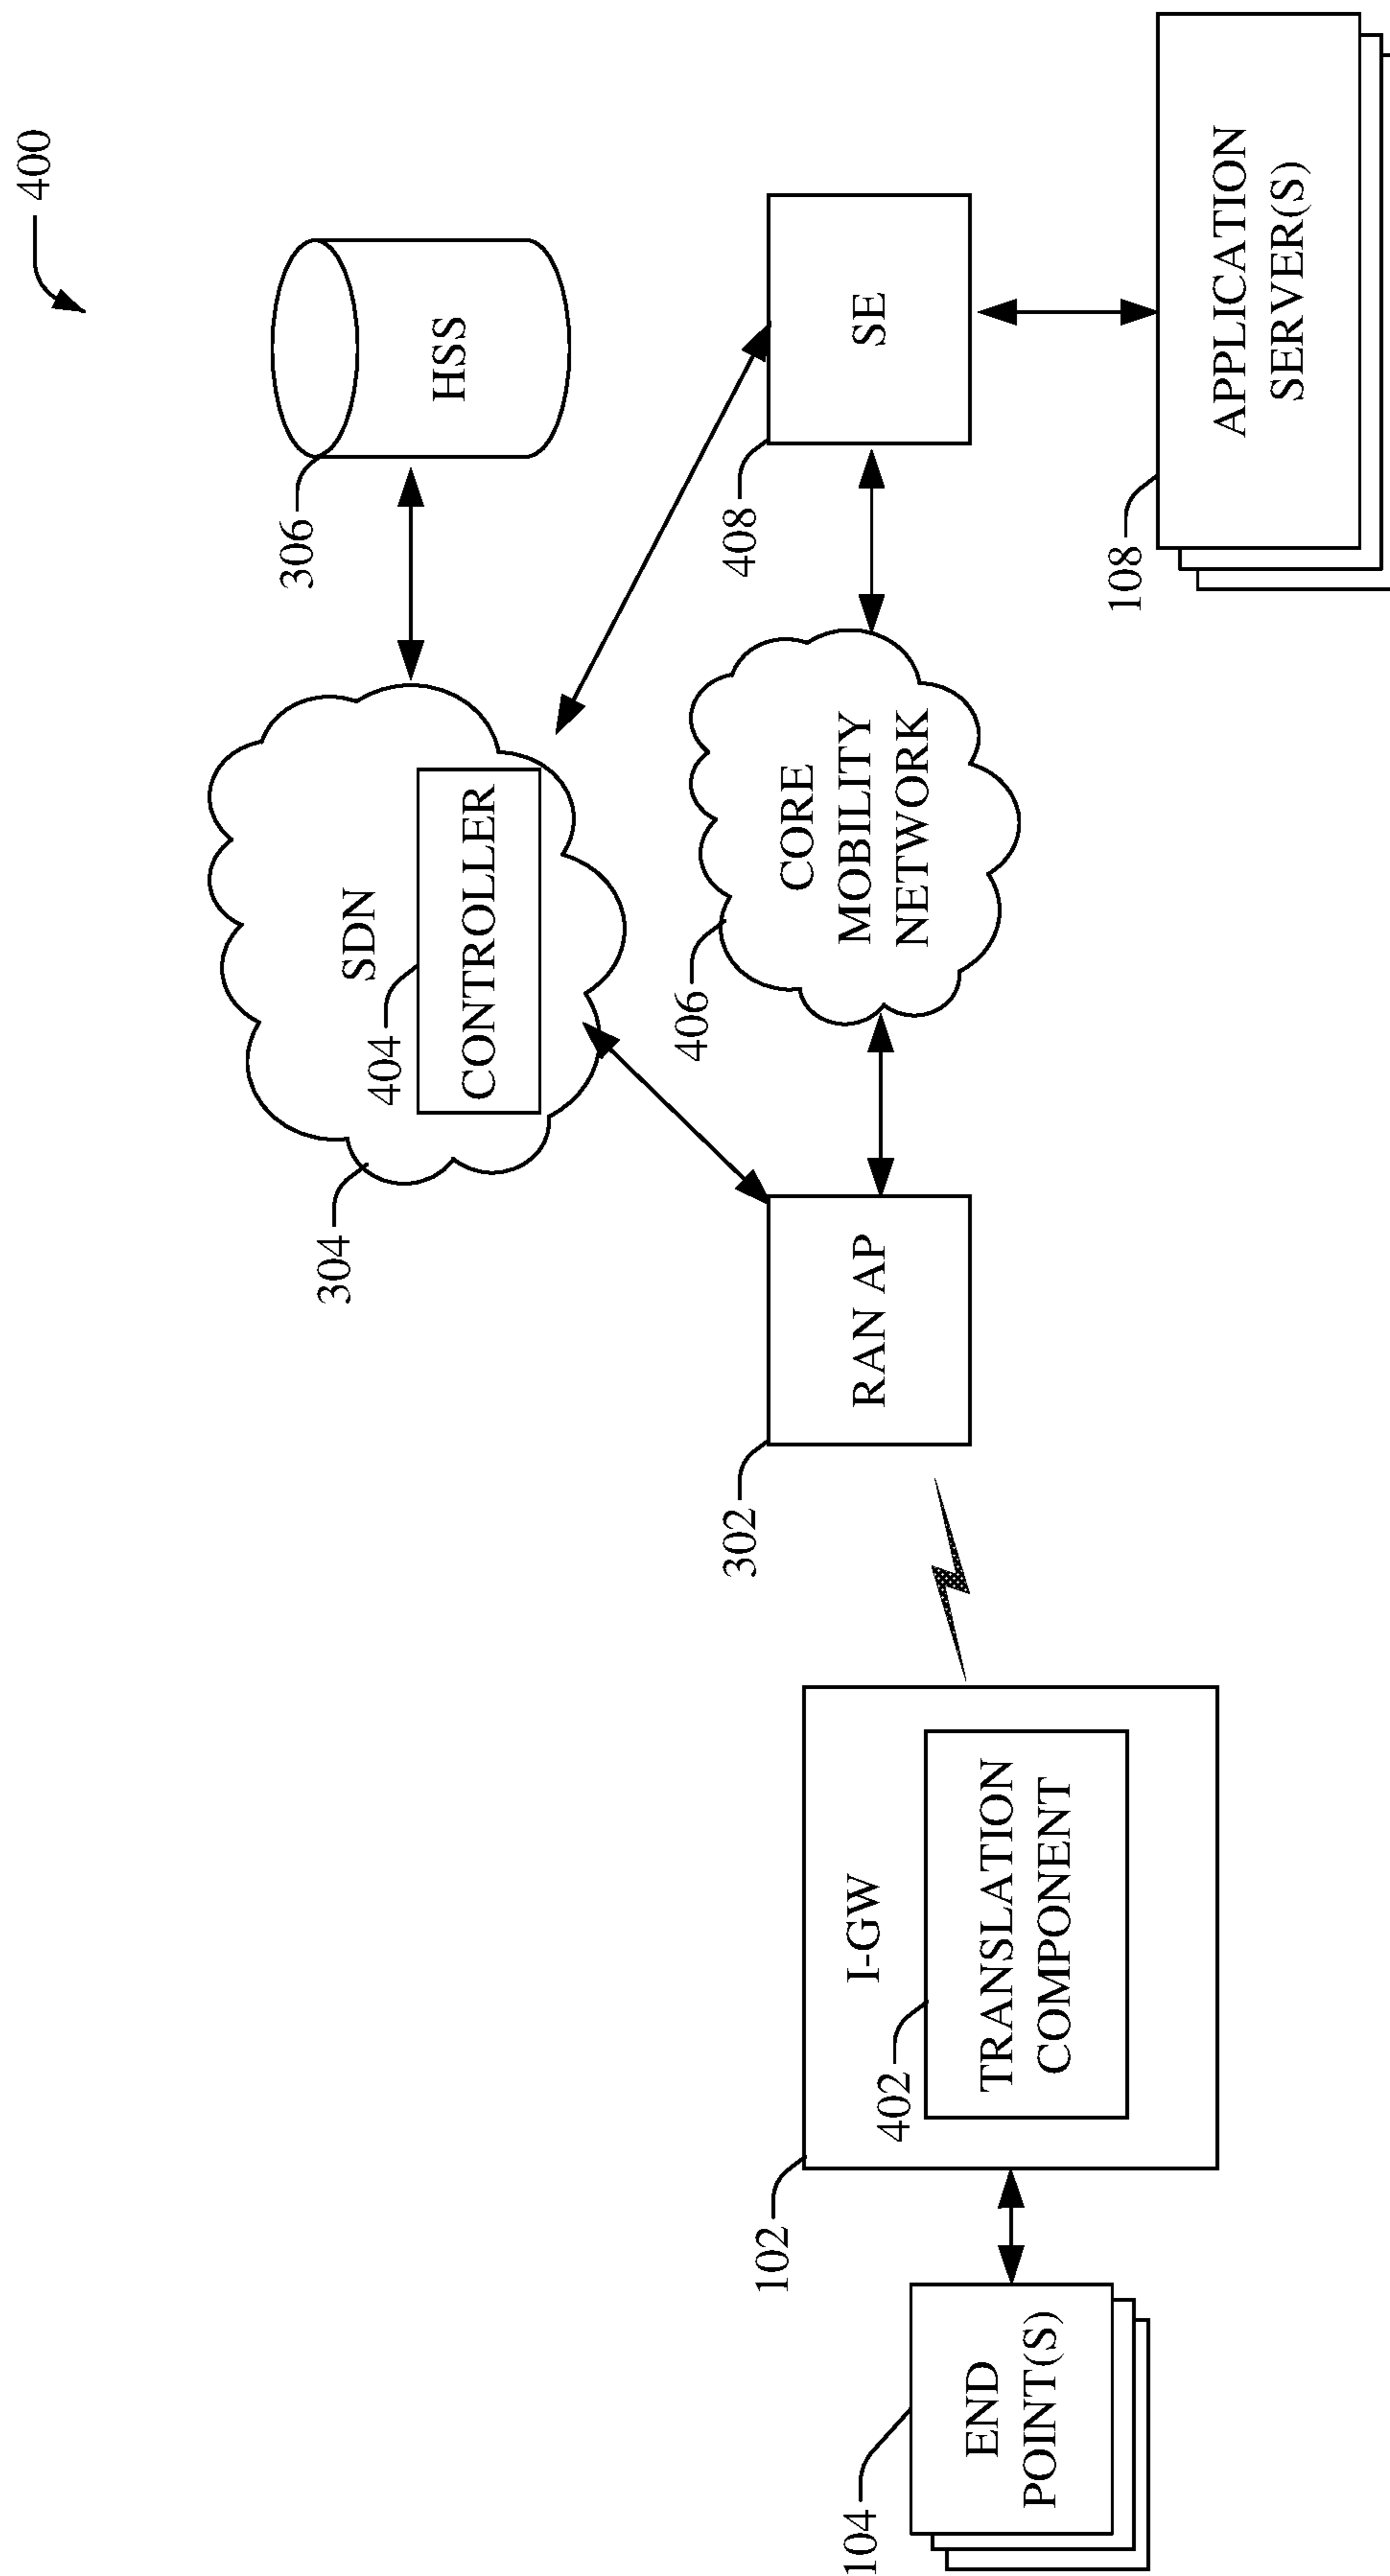 400
306
HSS
304
SDN
404
CONTROLLER
408
SE
406
CORE
MOBILITY
NETWORK
302
RAN AP
108
APPLICATION
SERVER(S)
102
I-GW
402
TRANSLATION
COMPONENT
104
END
POINT(S)